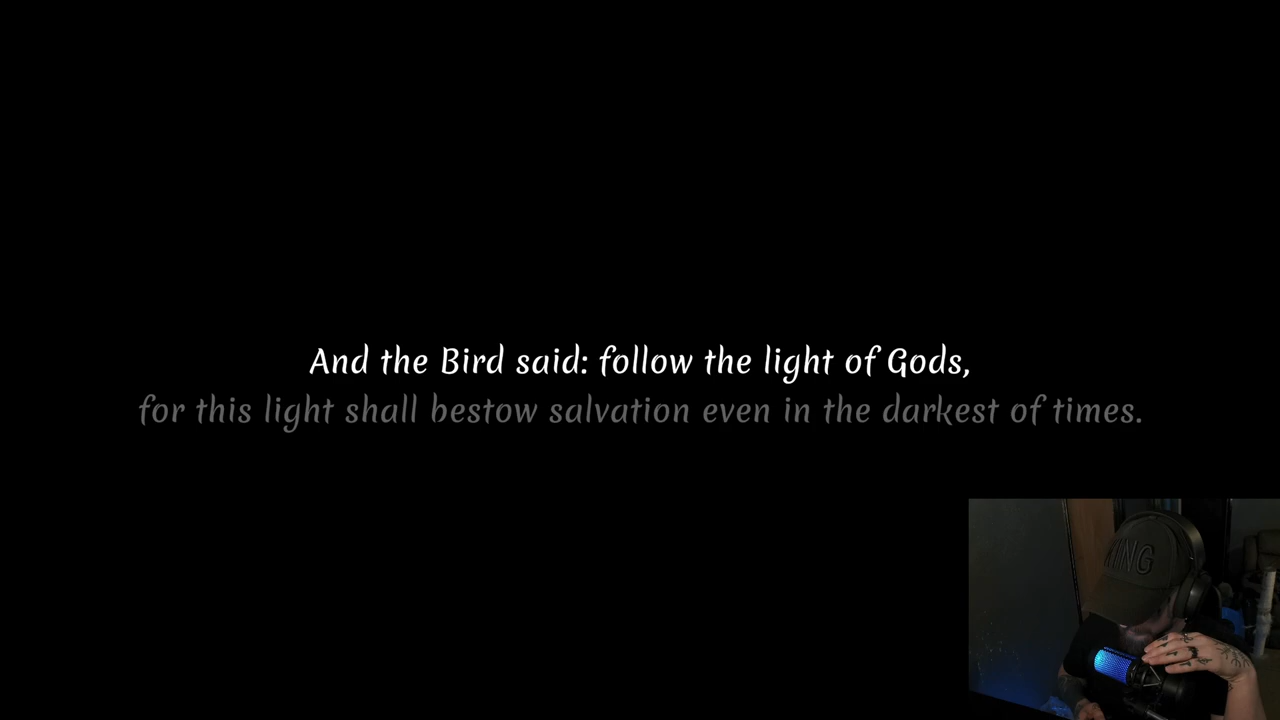 And the Bird said: follow the light of Gods,
for this light shall bestow salvation even in the darkest of times.